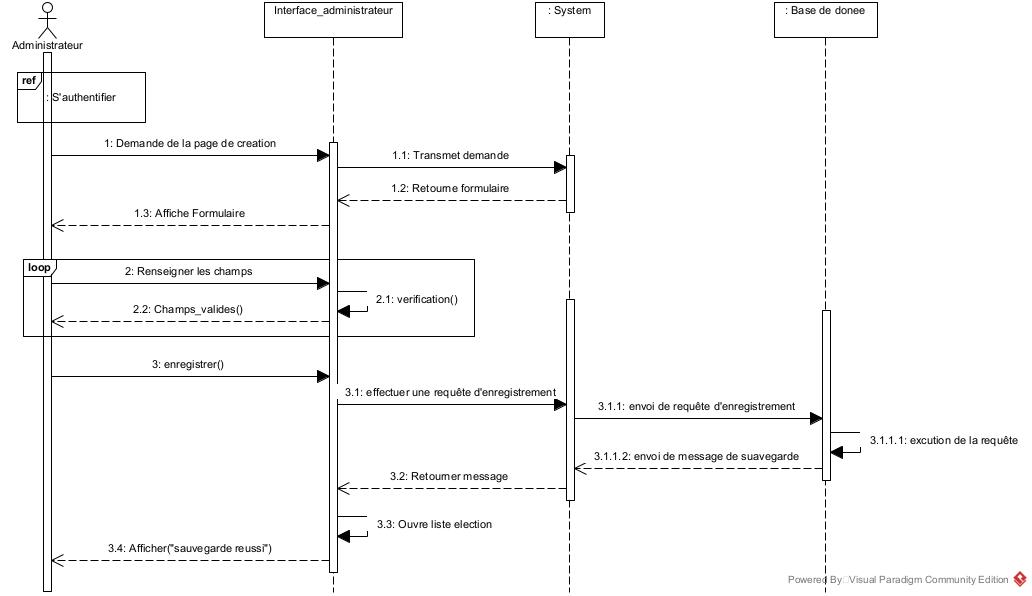 Interface_administrateur
: System
: Base de donee
Administrateur
ref
: S'authentifier
1: Demande de la page de creation
1.1: Transmet demande
1.2: Retourne formulaire
1.3: Affiche Formulaire
loop
2: Renseigner les champs
2.1: verification()
2.2: Champs_valides()
3: enregistrer()
3.1: effectuer une requête d'enregistrement
3.1.1: envoi de requête d'enregistrement
3.1.1.1: excution de la requête
3.1.1.2: envoi de message de suavegarde
3.2: Retourner message
3.3: Ouvre liste election
3.4: Afficher("sauvegarde reussi")
Powered By Visual Paradigm Community Edition